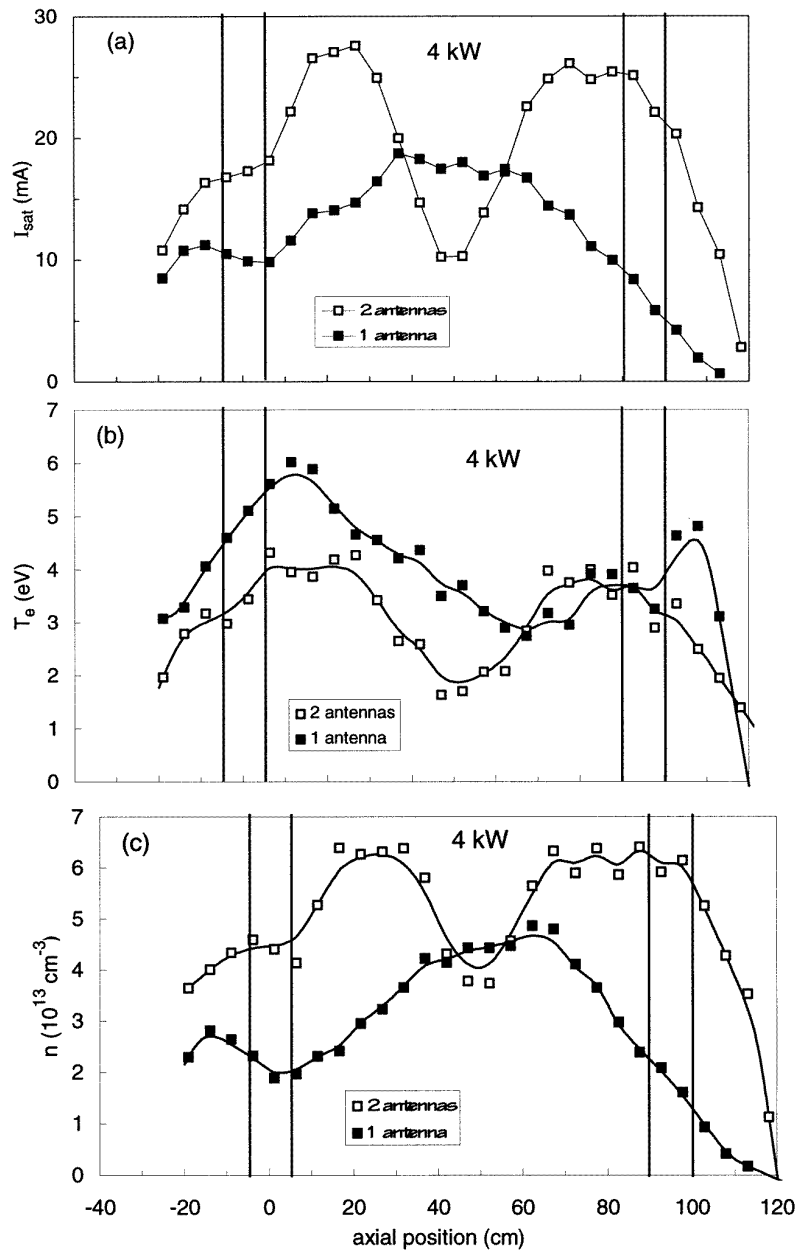 (a)
4 kW
30
20
10
0
I_sat (mA)
2 antennas
1 antenna
(b)
4 kW
7
6
5
4
3
2
1
0
T_e (eV)
2 antennas
1 antenna
(c)
4 kW
7
6
5
4
3
2
1
0
n (10^13 cm^-3)
2 antennas
1 antenna
-40 -20 0 20 40 60 80 100 120
axial position (cm)